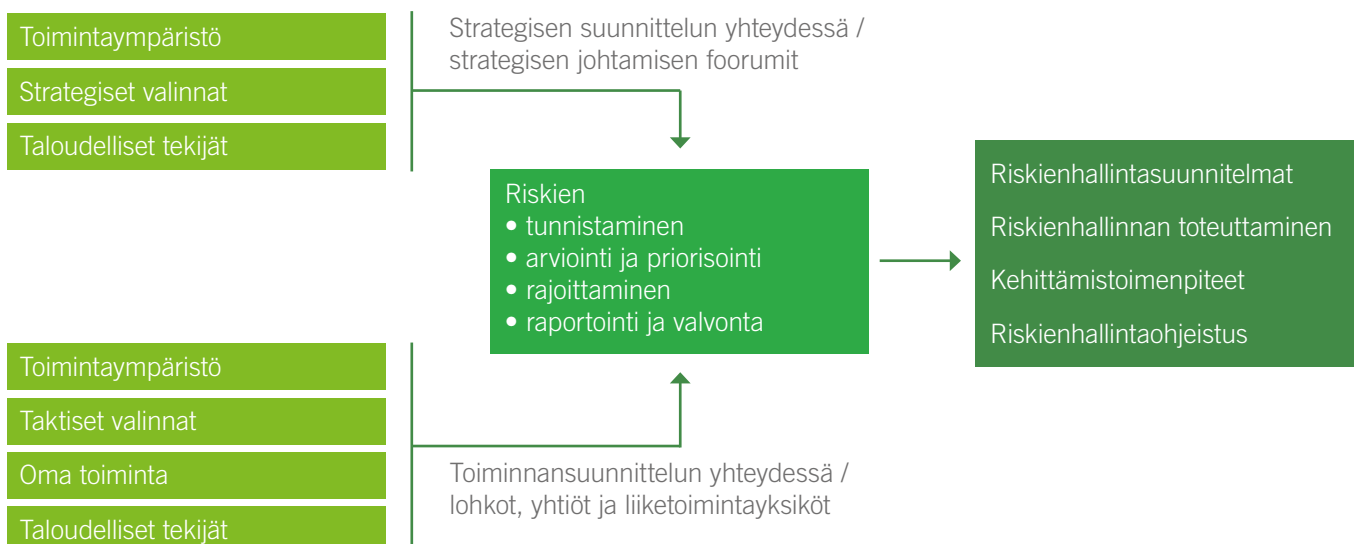 Toimintaympäristö
Strategiset valinnat
Taloudelliset tekijät
Strategisen suunnittelun yhteydessä /
strategisen johtamisen foorumit
Riskien
• tunnistaminen
• arviointi ja priorisointi
• rajoittaminen
• raportointi ja valvonta
Riskienhallintasuunnitelmat
Riskienhallinnan toteuttaminen
Kehittämistoimenpiteet
Riskienhallintaohjeistus
Toimintaympäristö
Taktiset valinnat
Oma toiminta
Taloudelliset tekijät
Toiminnansuunnittelun yhteydessä /
lohkot, yhtiöt ja liiketoimintayksiköt